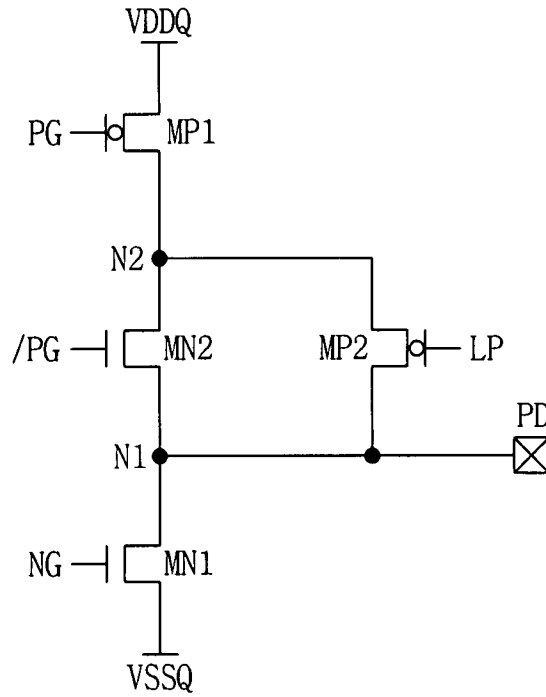 VDDQ
PG
MP1
N2
/PG
MN2
MP2
LP
PD
N1
NG
MN1
VSSQ